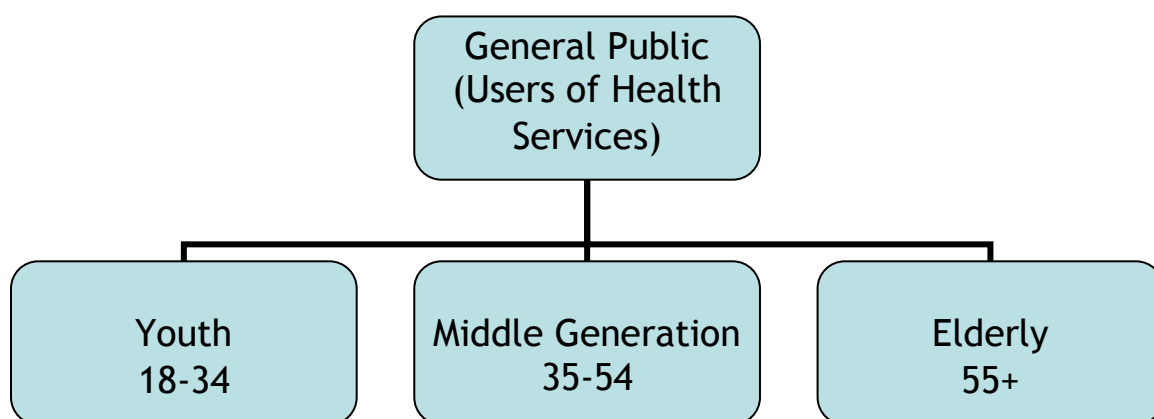 General Public
(Users of Health
Services)
Youth
18-34
Middle Generation
35-54
Elderly
55+